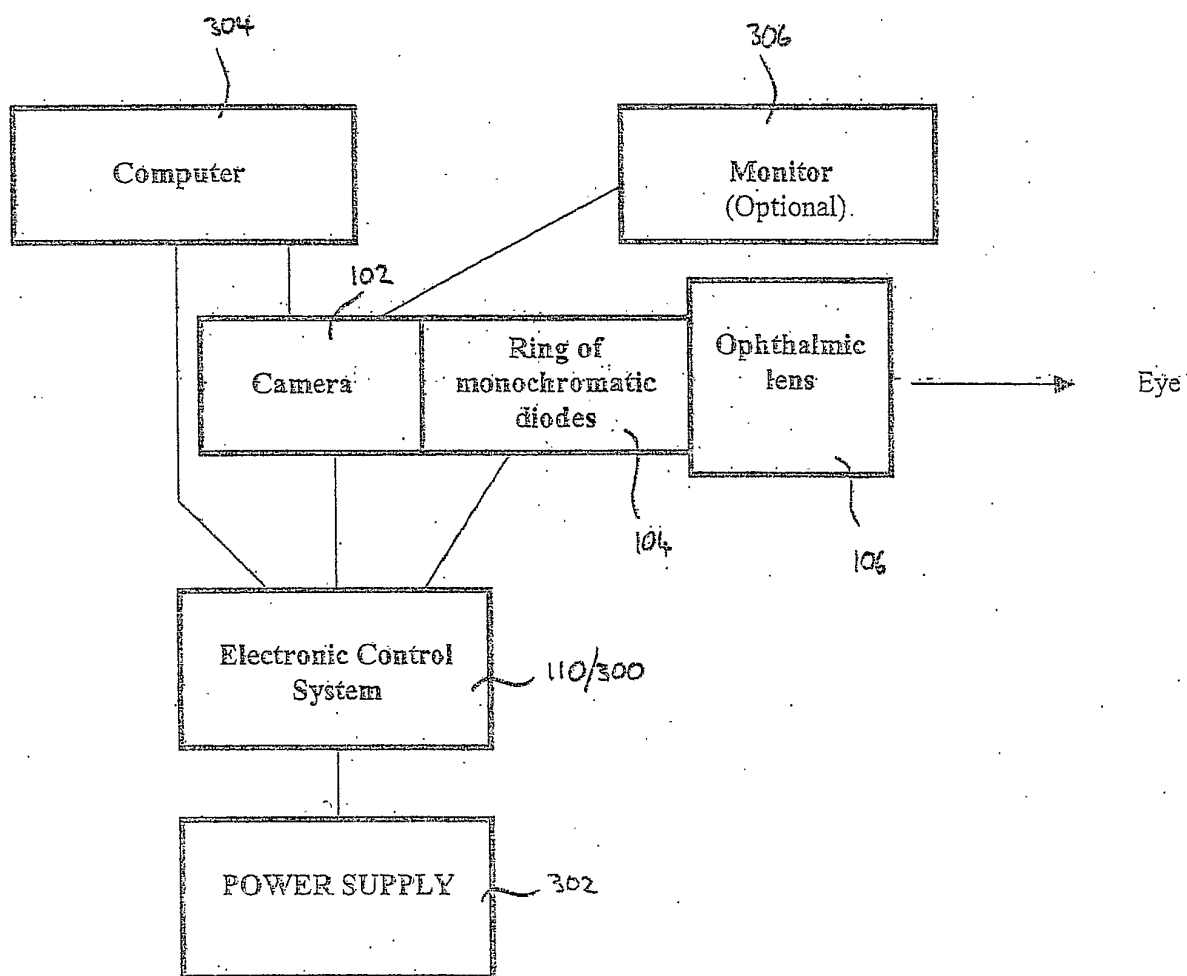 304
306
Computer
Monitor
(Optional).
102
Camera
Ring of
monochromatic
diodes
Ophthalmic
lens
Eye
104
106
Electronic Control
System
110/300
POWER SUPPLY
302